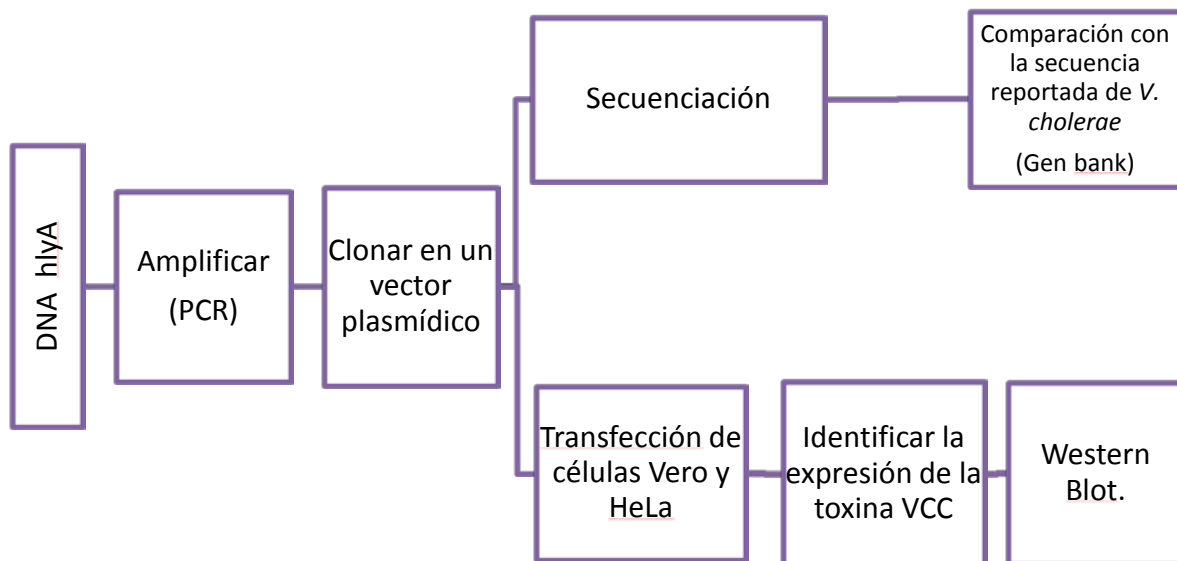 DNA hlyA
Amplificar
(PCR)
Clonar en un
vector
plasmídico
Secuenciación
Comparación con
la secuencia
reportada de V.
cholerae
(Gen bank)
Transfección de
células Vero y
HeLa
Identificar la
expresión de la
toxina VCC
Western
Blot.